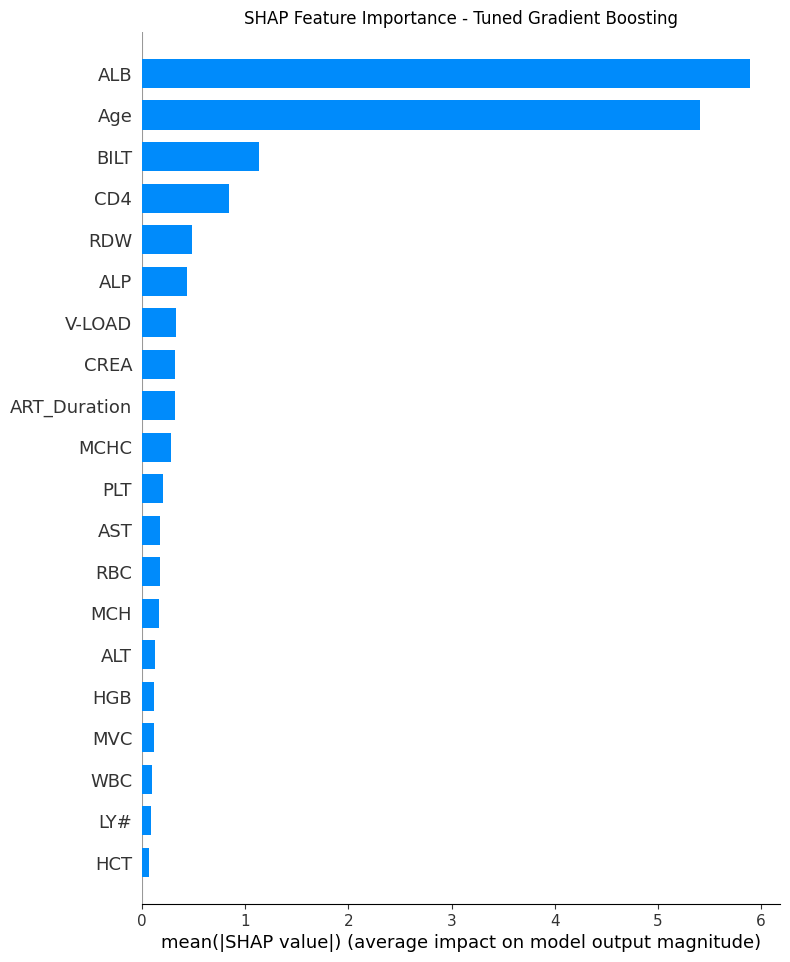 SHAP Feature Importance - Tuned Gradient Boosting
ALB
Age
BILT
CD4
RDW
ALP
V-LOAD
CREA
ART_Duration
MCHC
PLT
AST
RBC
MCH
ALT
HGB
MVC
WBC
LY#
HCT
0 1 2 3 4 5 6
mean(|SHAP value|) (average impact on model output magnitude)